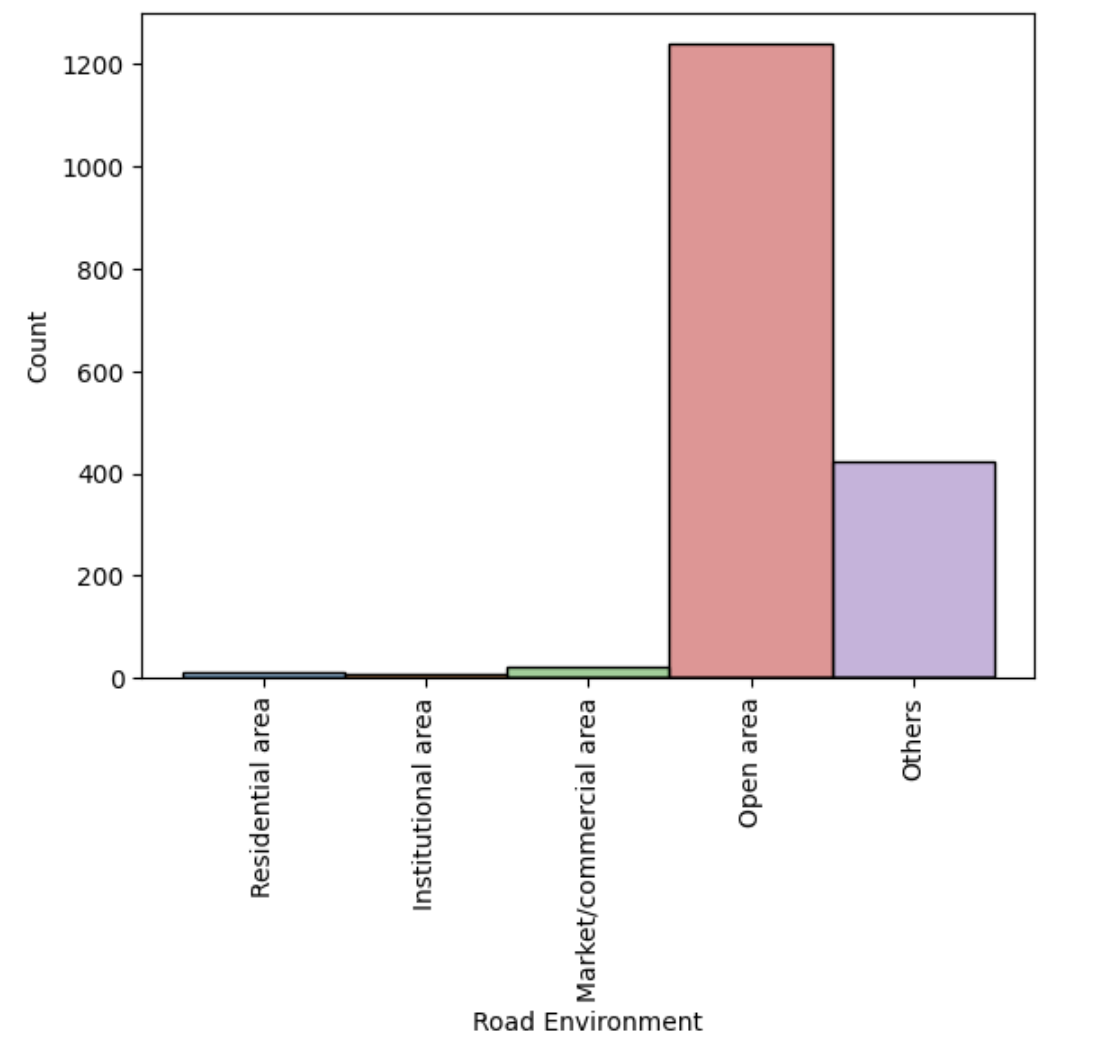 1200
1000
800
600
400
200
0
Count
Residential area
Institutional area
Market/commercial area
Open area
Others
Road Environment